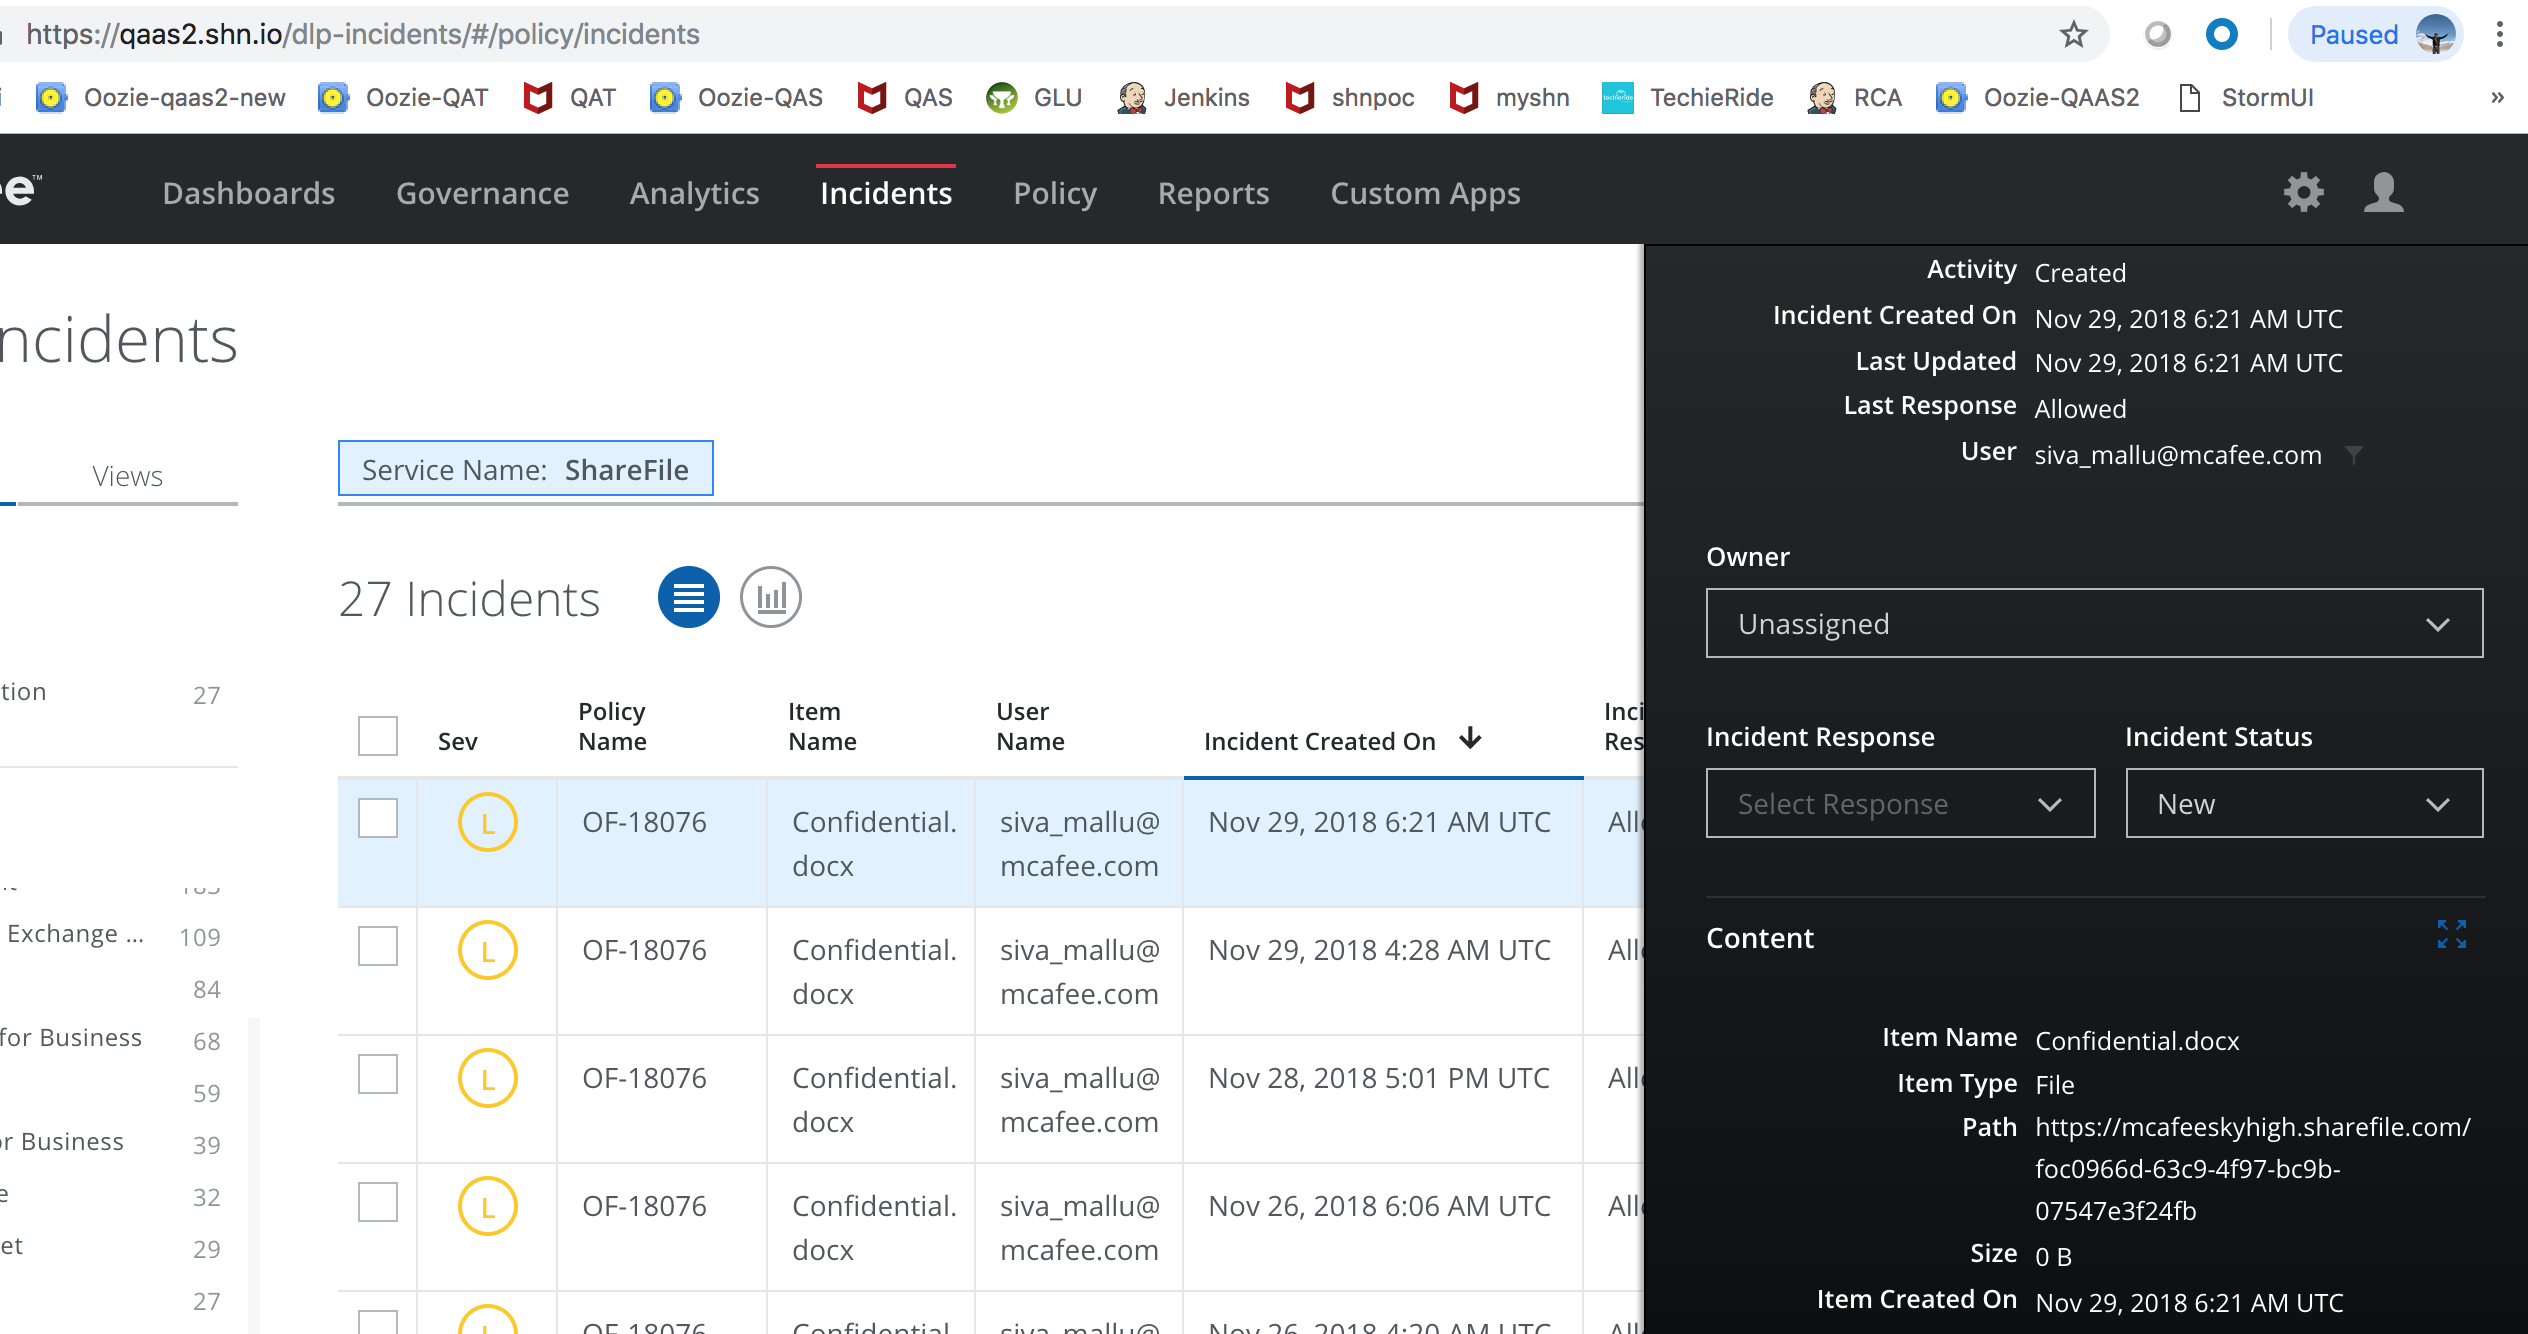 https://qaas2.shn.io/dlp-incidents/#/policy/incidents
Paused
Oozie-qaas2-new
Oozie-QAT
QAT
Oozie-QAS
QAS
GLU
Jenkins
shnpoc
myshn
TechieRide
RCA
Oozie-QAAS2
StormUI
»
ee™
Dashboards
Governance
Analytics
Incidents
Policy
Reports
Custom Apps
ncidents
Views
tion 27
Exchange ... 109
84
for Business 68
59
or Business 39
e 32
et 29
27
Service Name: ShareFile
27 Incidents
Sev
Policy
Name
Item
Name
User
Name
Incident Created On
Inci
Res
L
OF-18076
Confidential.
docx
siva_mallu@
mcafee.com
Nov 29, 2018 6:21 AM UTC
All
L
OF-18076
Confidential.
docx
siva_mallu@
mcafee.com
Nov 29, 2018 4:28 AM UTC
All
L
OF-18076
Confidential.
docx
siva_mallu@
mcafee.com
Nov 28, 2018 5:01 PM UTC
All
L
OF-18076
Confidential.
docx
siva_mallu@
mcafee.com
Nov 26, 2018 6:06 AM UTC
All
L
OF-18076
Confidential.
siva_mallu@
Nov 26, 2018 4:20 AM UTC
All
Activity Created
Incident Created On Nov 29, 2018 6:21 AM UTC
Last Updated Nov 29, 2018 6:21 AM UTC
Last Response Allowed
User siva_mallu@mcafee.com
Owner
Unassigned
Incident Response
Select Response
Incident Status
New
Content
Item Name Confidential.docx
Item Type File
Path https://mcafeeskyhigh.sharefile.com/
foc0966d-63c9-4f97-bc9b-
07547e3f24fb
Size 0 B
Item Created On Nov 29, 2018 6:21 AM UTC